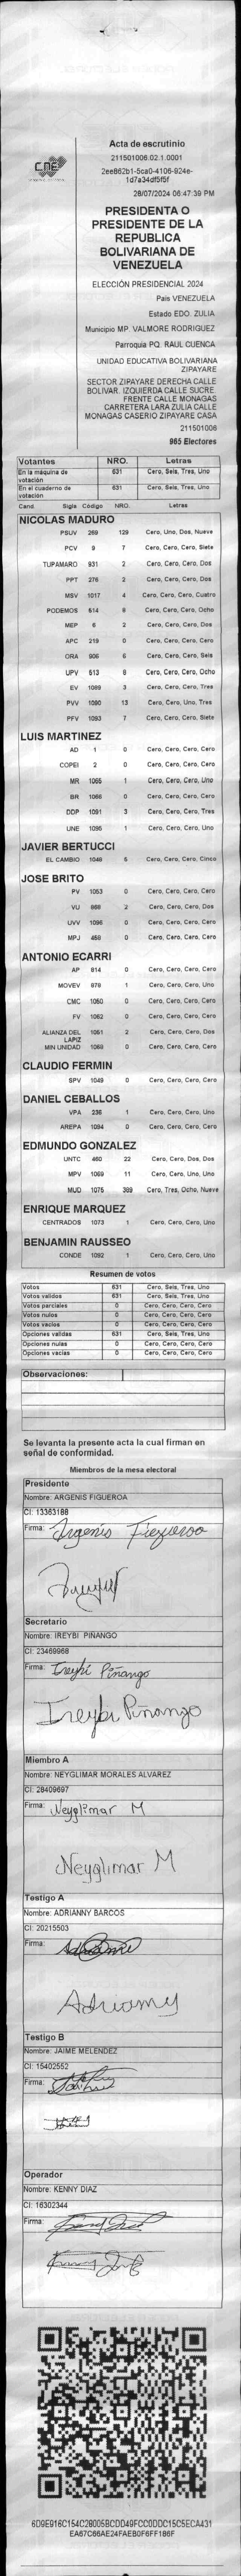 CNE
Acta de escrutinio
211501006.02.1.0001
2ee862b1-5ca0-4106-924e-
1d7a34df5f5f
28/07/2024 06:47:39 PM
PRESIDENTA O
PRESIDENTE DE LA
REPUBLICA
BOLIVARIANA DE
VENEZUELA
ELECCIÓN PRESIDENCIAL 2024
Pais VENEZUELA
Estado EDO. ZULIA
Municipio MP. VALMORE RODRIGUEZ
Parroquia PQ. RAUL CUENCA
UNIDAD EDUCATIVA BOLIVARIANA
ZIPAYARE
SECTOR ZIPAYARE DERECHA CALLE
BOLIVAR. IZQUIERDA CALLE SUCRE.
FRENTE CALLE MONAGAS
CARRETERA LARA ZULIA CALLE
MONAGAS CASERIO ZIPAYARE CASA
211501006
965 Electores
Votantes NRO. Letras
En la máquina de votación 631 Cero, Seis, Tres, Uno
En el cuaderno de votación 631 Cero, Seis, Tres, Uno
Cand Sigla Código NRO. Letras
NICOLAS MADURO
PSUV 269 129 Cero, Uno, Dos, Nueve
PCV 9 7 Cero, Cero, Cero, Siete
TUPAMARO 931 2 Cero, Cero, Cero, Dos
PPT 276 2 Cero, Cero, Cero, Dos
MSV 1017 4 Cero, Cero, Cero, Cuatro
PODEMOS 514 8 Cero, Cero, Cero, Ocho
MEP 6 2 Cero, Cero, Cero, Dos
APC 219 0 Cero, Cero, Cero, Cero
ORA 906 6 Cero, Cero, Cero, Seis
UPV 513 8 Cero, Cero, Cero, Ocho
EV 1089 3 Cero, Cero, Cero, Tres
PVV 1090 13 Cero, Cero, Uno, Tres
PFV 1093 7 Cero, Cero, Cero, Siete
LUIS MARTINEZ
AD 1 0 Cero, Cero, Cero, Cero
COPEI 2 0 Cero, Cero, Cero, Cero
MR 1065 1 Cero, Cero, Cero, Uno
BR 1068 0 Cero, Cero, Cero, Cero
DDP 1091 3 Cero, Cero, Cero, Tres
UNE 1095 1 Cero, Cero, Cero, Uno
JAVIER BERTUCCI
EL CAMBIO 1048 5 Cero, Cero, Cero, Cinco
JOSE BRITO
PV 1053 0 Cero, Cero, Cero, Cero
VU 968 2 Cero, Cero, Cero, Dos
UVV 1096 0 Cero, Cero, Cero, Cero
MPJ 458 0 Cero, Cero, Cero, Cero
ANTONIO ECARRI
AP 814 0 Cero, Cero, Cero, Cero
MOVEV 979 1 Cero, Cero, Cero, Uno
CMC 1050 0 Cero, Cero, Cero, Cero
FV 1052 0 Cero, Cero, Cero, Cero
ALIANZA DEL LAPIZ 1051 2 Cero, Cero, Cero, Dos
MIN UNIDAD 1069 0 Cero, Cero, Cero, Cero
CLAUDIO FERMIN
SPV 1049 0 Cero, Cero, Cero, Cero
DANIEL CEBALLOS
VPA 236 1 Cero, Cero, Cero, Uno
AREPA 1094 0 Cero, Cero, Cero, Cero
EDMUNDO GONZALEZ
UNTC 460 22 Cero, Cero, Dos, Dos
MPV 1069 11 Cero, Cero, Uno, Uno
MUD 1075 389 Cero, Tres, Ocho, Nueve
ENRIQUE MARQUEZ
CENTRADOS 1073 1 Cero, Cero, Cero, Uno
BENJAMIN RAUSSEO
CONDE 1092 1 Cero, Cero, Cero, Uno
Resumen de votos
Votos 631 Cero, Seis, Tres, Uno
Votos validos 631 Cero, Seis, Tres, Uno
Votos parciales 0 Cero, Cero, Cero, Cero
Votos nulos 0 Cero, Cero, Cero, Cero
Votos vacios 0 Cero, Cero, Cero, Cero
Opciones validas 631 Cero, Seis, Tres, Uno
Opciones nulas 0 Cero, Cero, Cero, Cero
Opciones vacias 0 Cero, Cero, Cero, Cero
Observaciones:
Se levanta la presente acta la cual firman en
señal de conformidad.
Miembros de la mesa electoral
Presidente
Nombre: ARGENIS FIGUEROA
CI: 13363188
Firma: Argenis Figueroa
Secretario
Nombre: IREYBI PIÑANGO
CI: 23469968
Firma: Ireybi Piñango
Ireybi Piñango
Miembro A
Nombre: NEYGLIMAR MORALES ALVAREZ
CI: 28409697
Firma: Neyglimar M
Neyglimar M
Testigo A
Nombre: ADRIANNY BARCOS
CI: 20215503
Firma:
Testigo B
Nombre: JAIME MELENDEZ
CI: 15402552
Firma:
Operador
Nombre: KENNY DIAZ
CI: 16302344
Firma:
6D9E916C154C29005BCDD49FCC0DDC15C5ECA431
EA67C66AE24FAEB0F6FF186F